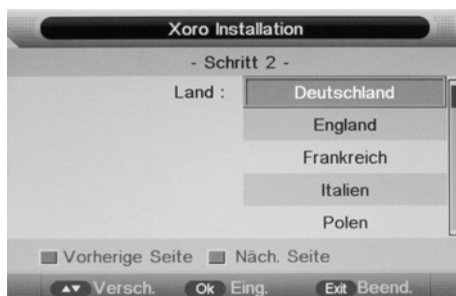 Xoro Installation
- Schritt 2 -
Land :
Deutschland
England
Frankreich
Italien
Polen
Vorherige Seite Näch. Seite
Versch. Ok Eing. Exit Beend.